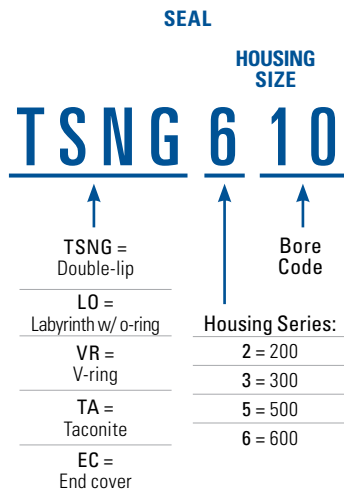 SEAL
HOUSING
SIZE
TSNG 6 10
TSNG =
Double-lip
LO =
Labyrinth w/ o-ring
VR =
V-ring
TA =
Taconite
EC =
End cover
Housing Series:
2 = 200
3 = 300
5 = 500
6 = 600
Bore
Code